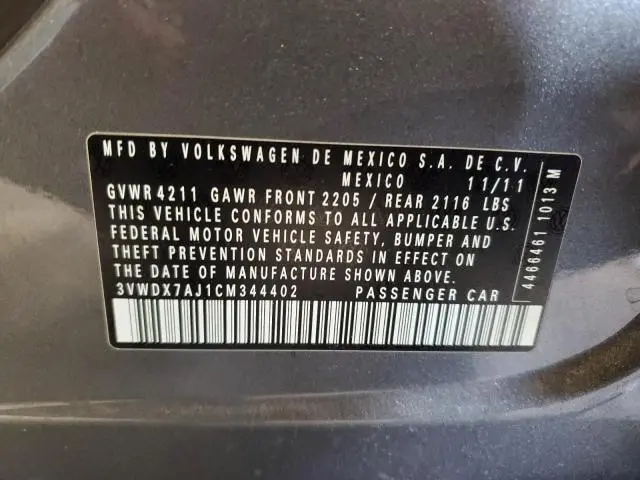 MFD BY VOLKSWAGEN DE MEXICO S.A. DE C.V.
MEXICO 11/11
GVWR 4211 GAWR FRONT 2205 / REAR 2116 LBS
THIS VEHICLE CONFORMS TO ALL APPLICABLE U.S.
FEDERAL MOTOR VEHICLE SAFETY, BUMPER AND
THEFT PREVENTION STANDARDS IN EFFECT ON
DATE OF MANUFACTURE SHOWN ABOVE.
3VWDX7AJ1CM344402 PASSENGER CAR
4466461 1013 M